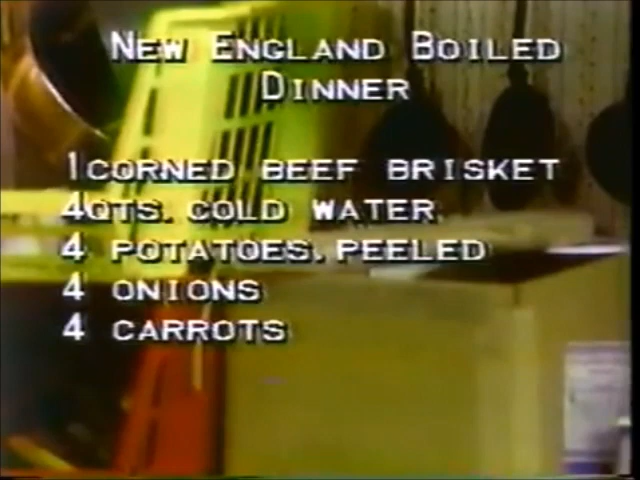 New England Boiled
Dinner
1 corned beef brisket
4 qts. cold water
4 potatoes, peeled
4 onions
4 carrots